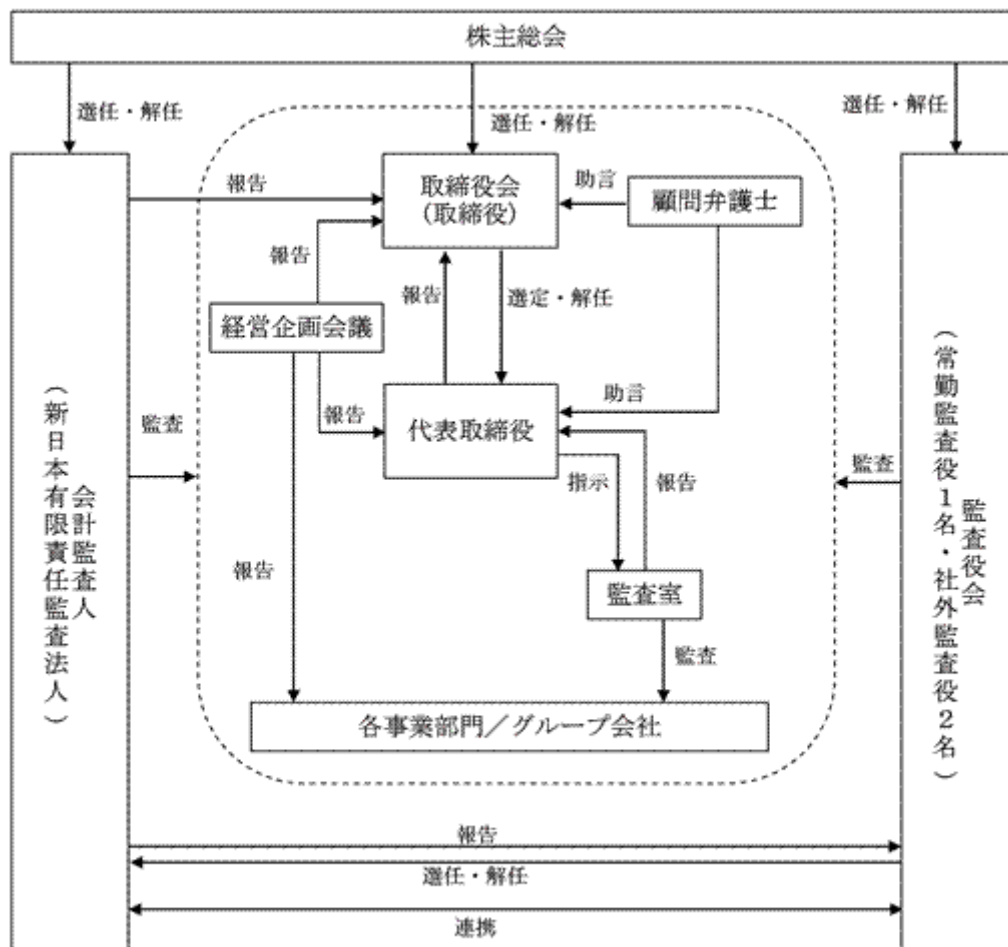 株主総会
選任・解任
選任・解任
選任・解任
報告
取締役会
(取締役)
助言
顧問弁護士
報告
報告
選定・解任
経営企画会議
報告
代表取締役
助言
監査
指示
報告
監査
報告
監査室
監査
各事業部門／グループ会社
会計監査人
（新日本有限責任監査法人）
監査役会
（常勤監査役1名・社外監査役2名）
報告
選任・解任
連携